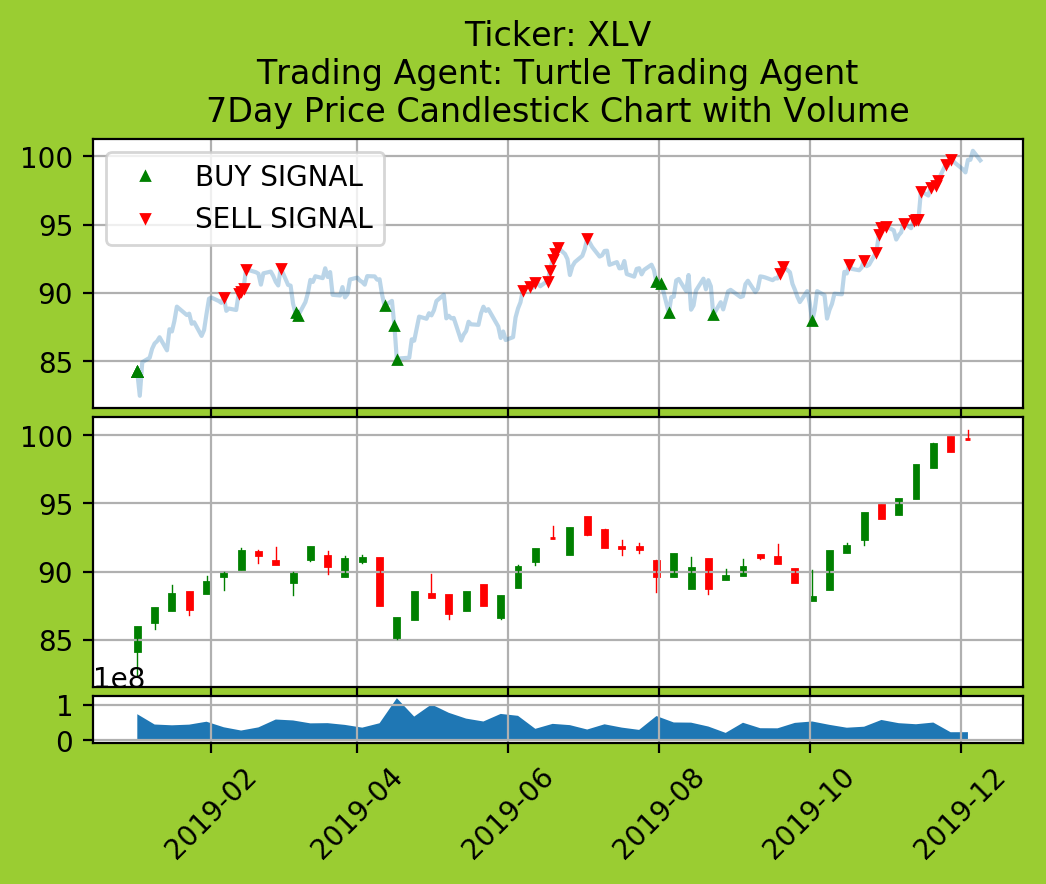 Ticker: XLV
Trading Agent: Turtle Trading Agent
7Day Price Candlestick Chart with Volume
100
95
90
85
BUY SIGNAL
SELL SIGNAL
100
95
90
85
1e8
1
0
2019-02
2019-04
2019-06
2019-08
2019-10
2019-12